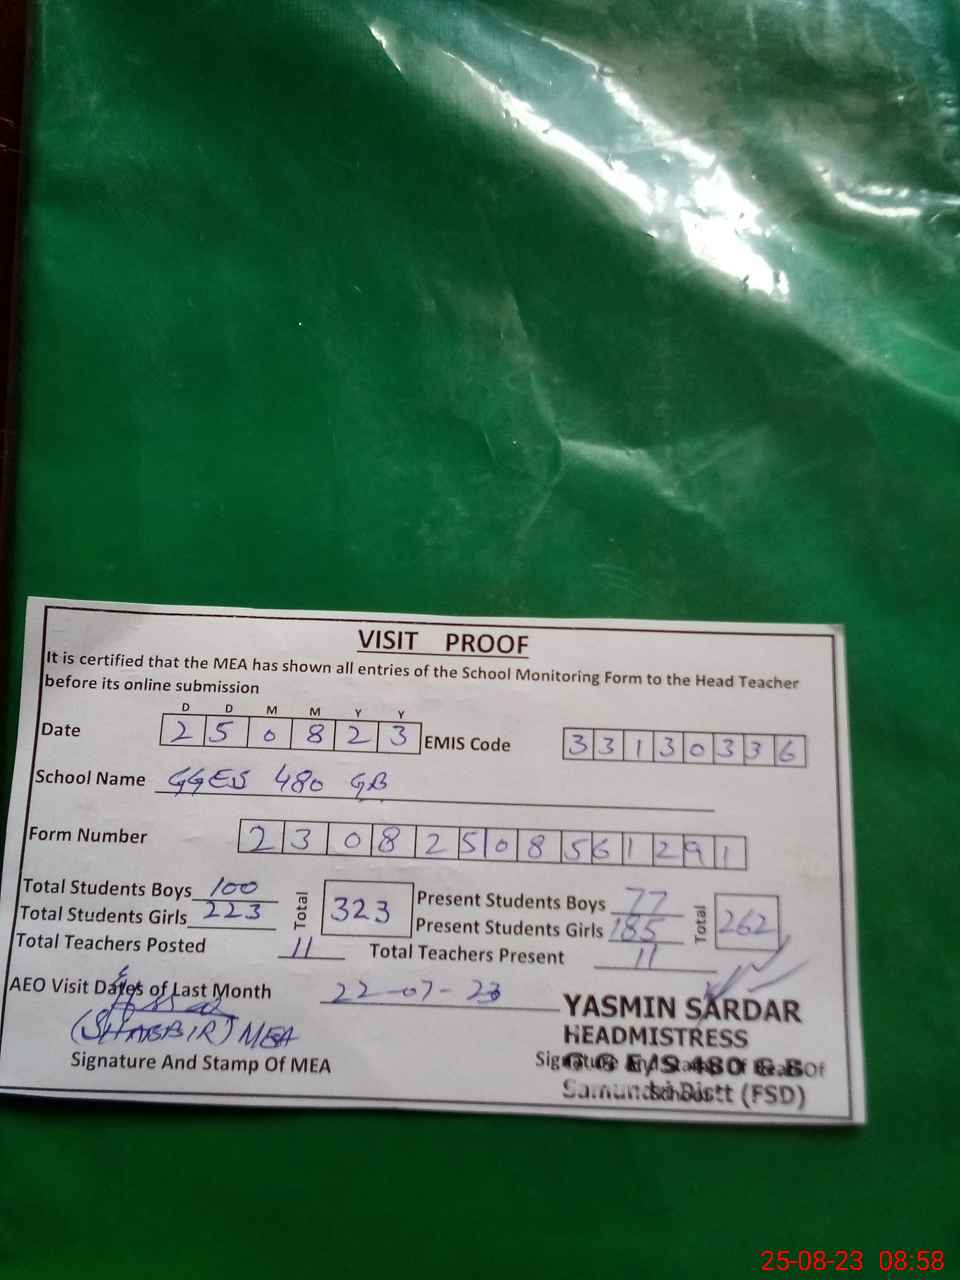 VISIT PROOF
It is certified that the MEA has shown all entries of the School Monitoring Form to the Head Teacher
before its online submission
D D M M Y Y
Date 2 5 0 8 2 3 EMIS Code 3 3 1 3 0 3 3 6
School Name GGES 480 GB
Form Number 2 3 0 8 2 5 0 8 5 6 1 2 9 1
Total Students Boys 100 Total 323 Present Students Boys 77 Total 262
Total Students Girls 223 Present Students Girls 185
Total Teachers Posted 11 Total Teachers Present 11
AEO Visit Dates of Last Month 22-07-23
YASMIN SARDAR
(SHABBIR) MEA HEADMISTRESS
Signature And Stamp Of MEA Signature And Stamp Of Of
G G E/S 480 G B
Distt (FSD)
25-08-23 08:58